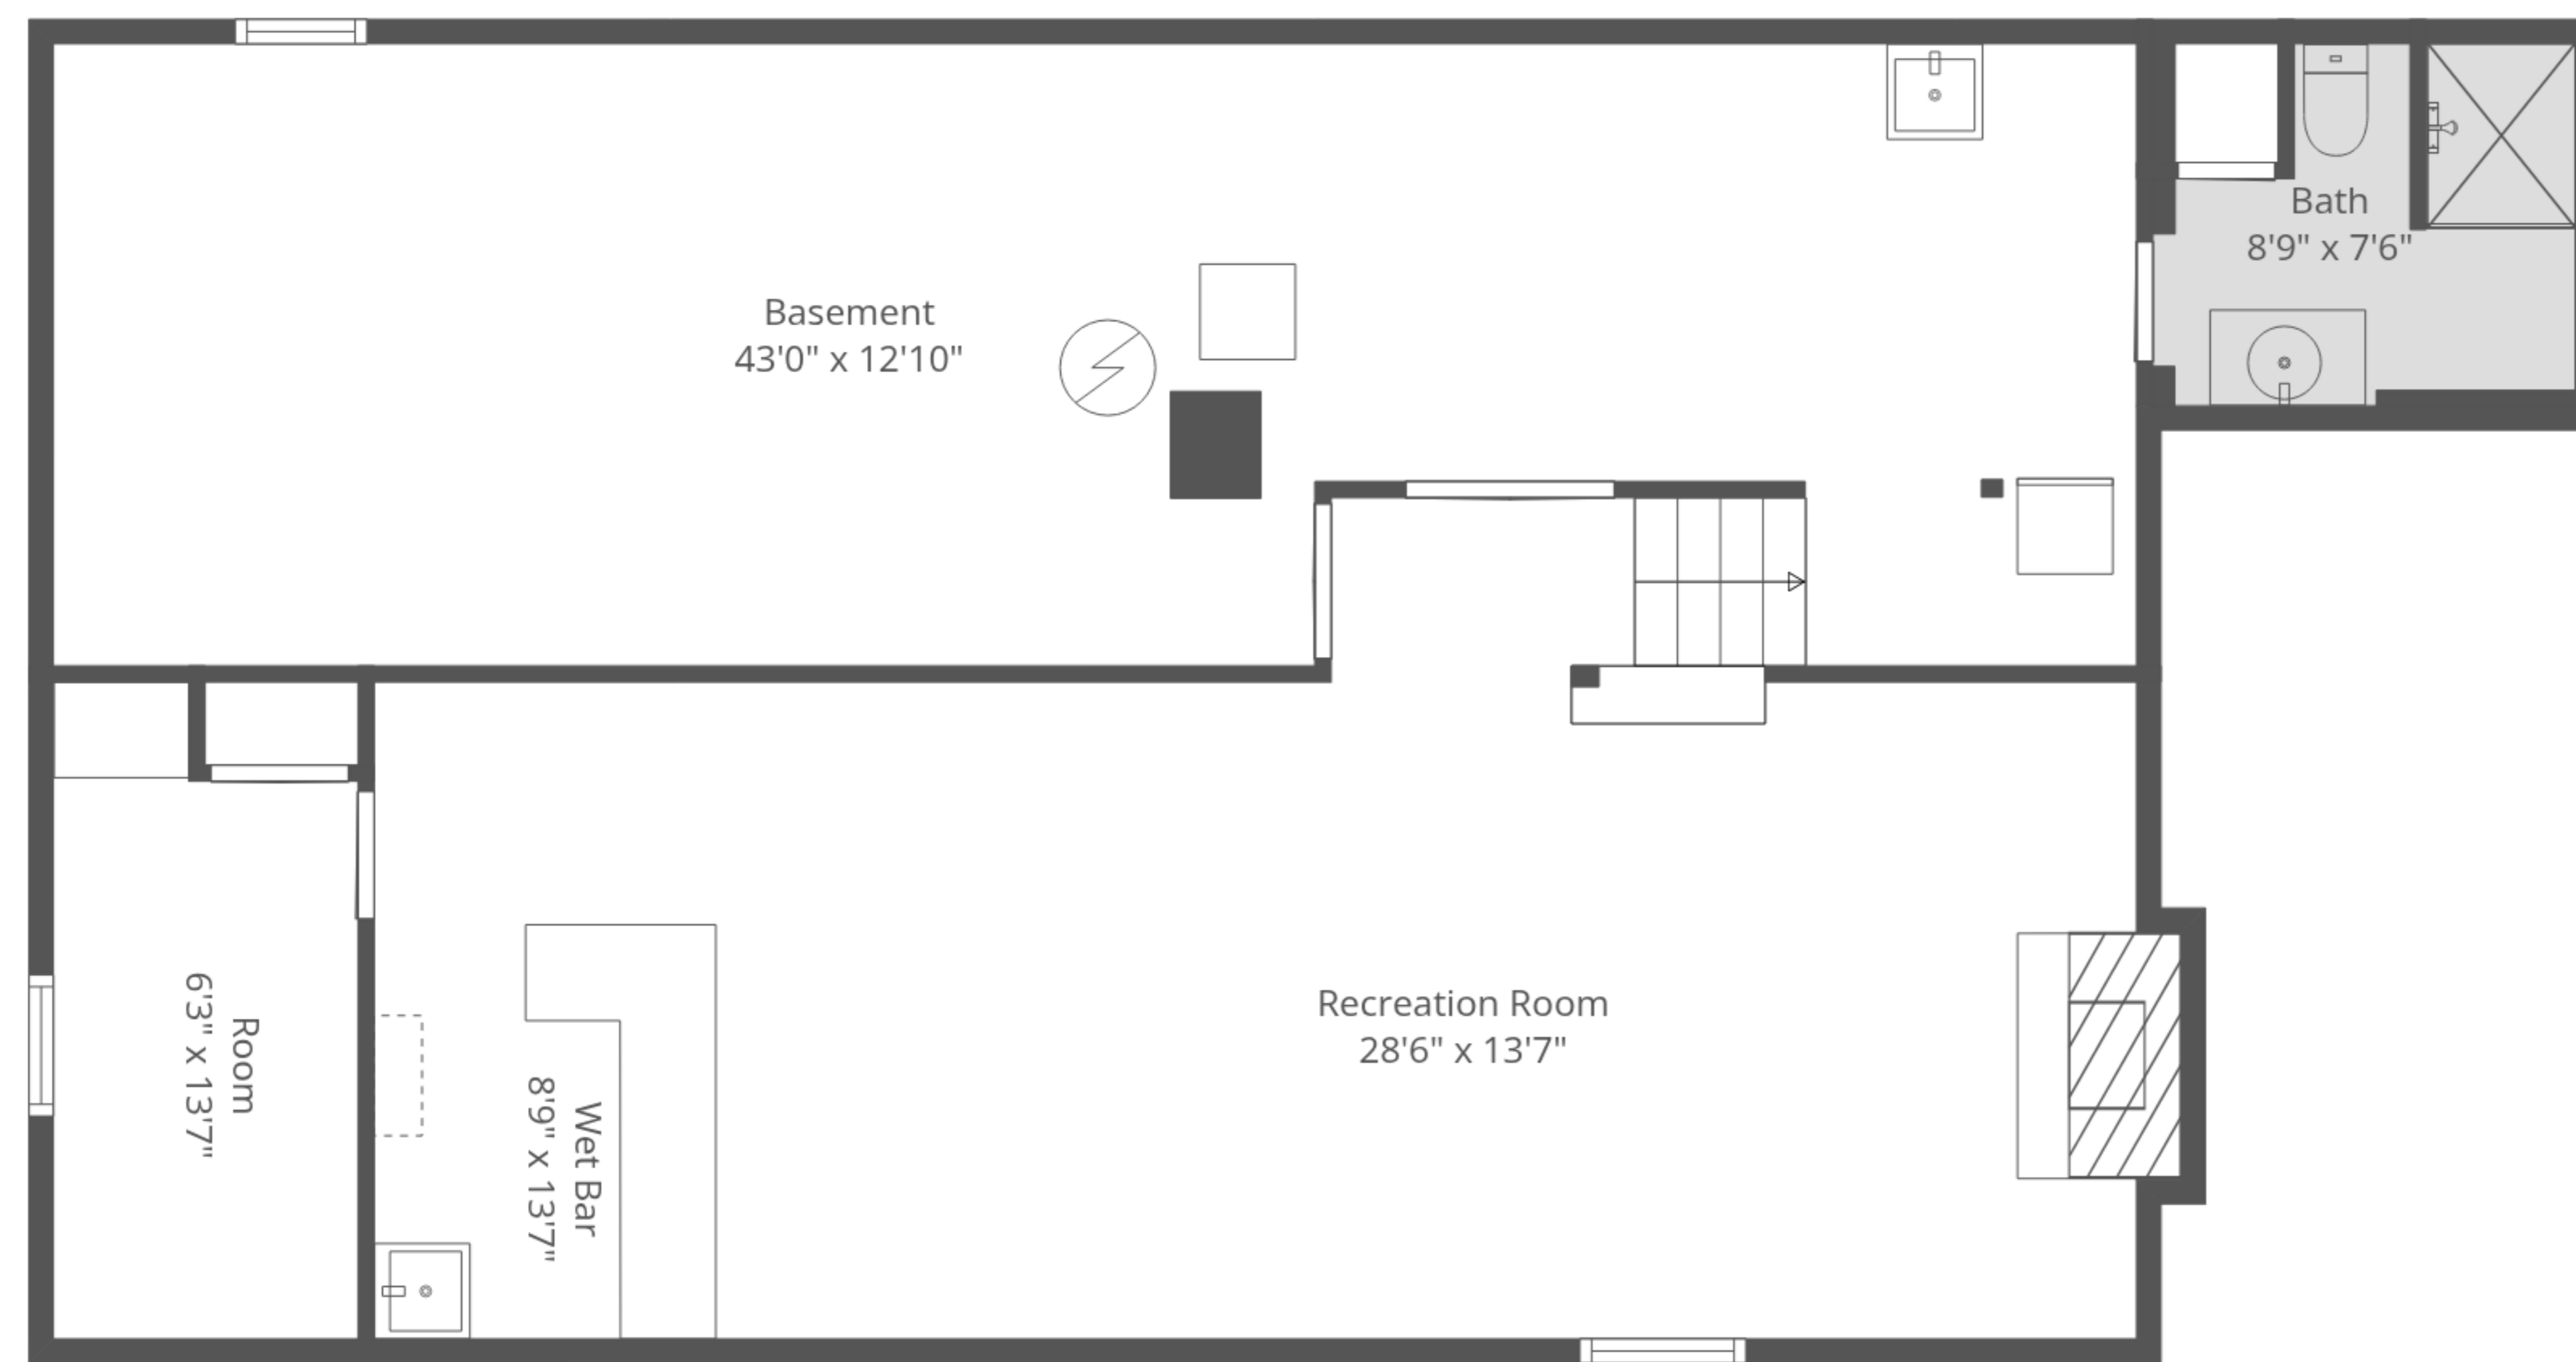 Bath
8'9" x 7'6"
Basement
43'0" x 12'10"
Room
6'3" x 13'7"
Wet Bar
8'9" x 13'7"
Recreation Room
28'6" x 13'7"